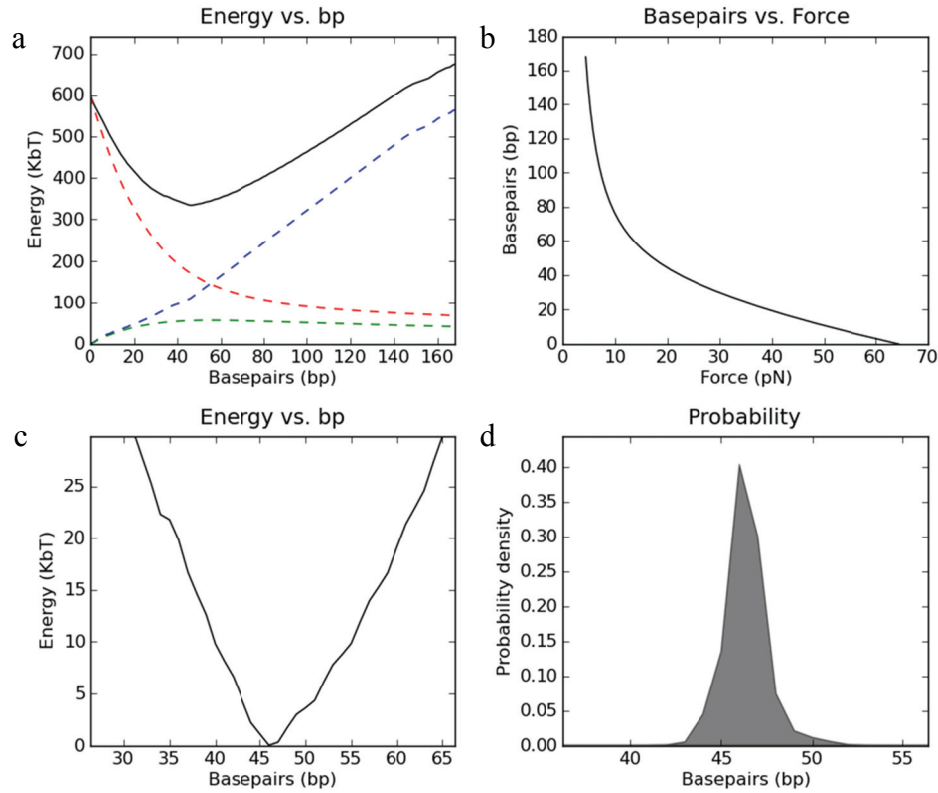 a
Energy vs. bp
Energy (KbT)
700
600
500
400
300
200
100
0
0 20 40 60 80 100 120 140 160
Basepairs (bp)
b
Basepairs vs. Force
Basepairs (bp)
180
160
140
120
100
80
60
40
20
0
0 10 20 30 40 50 60 70
Force (pN)
c
Energy vs. bp
Energy (KbT)
25
20
15
10
5
0
30 35 40 45 50 55 60 65
Basepairs (bp)
d
Probability
Probability density
0.40
0.35
0.30
0.25
0.20
0.15
0.10
0.05
0.00
40 45 50 55
Basepairs (bp)